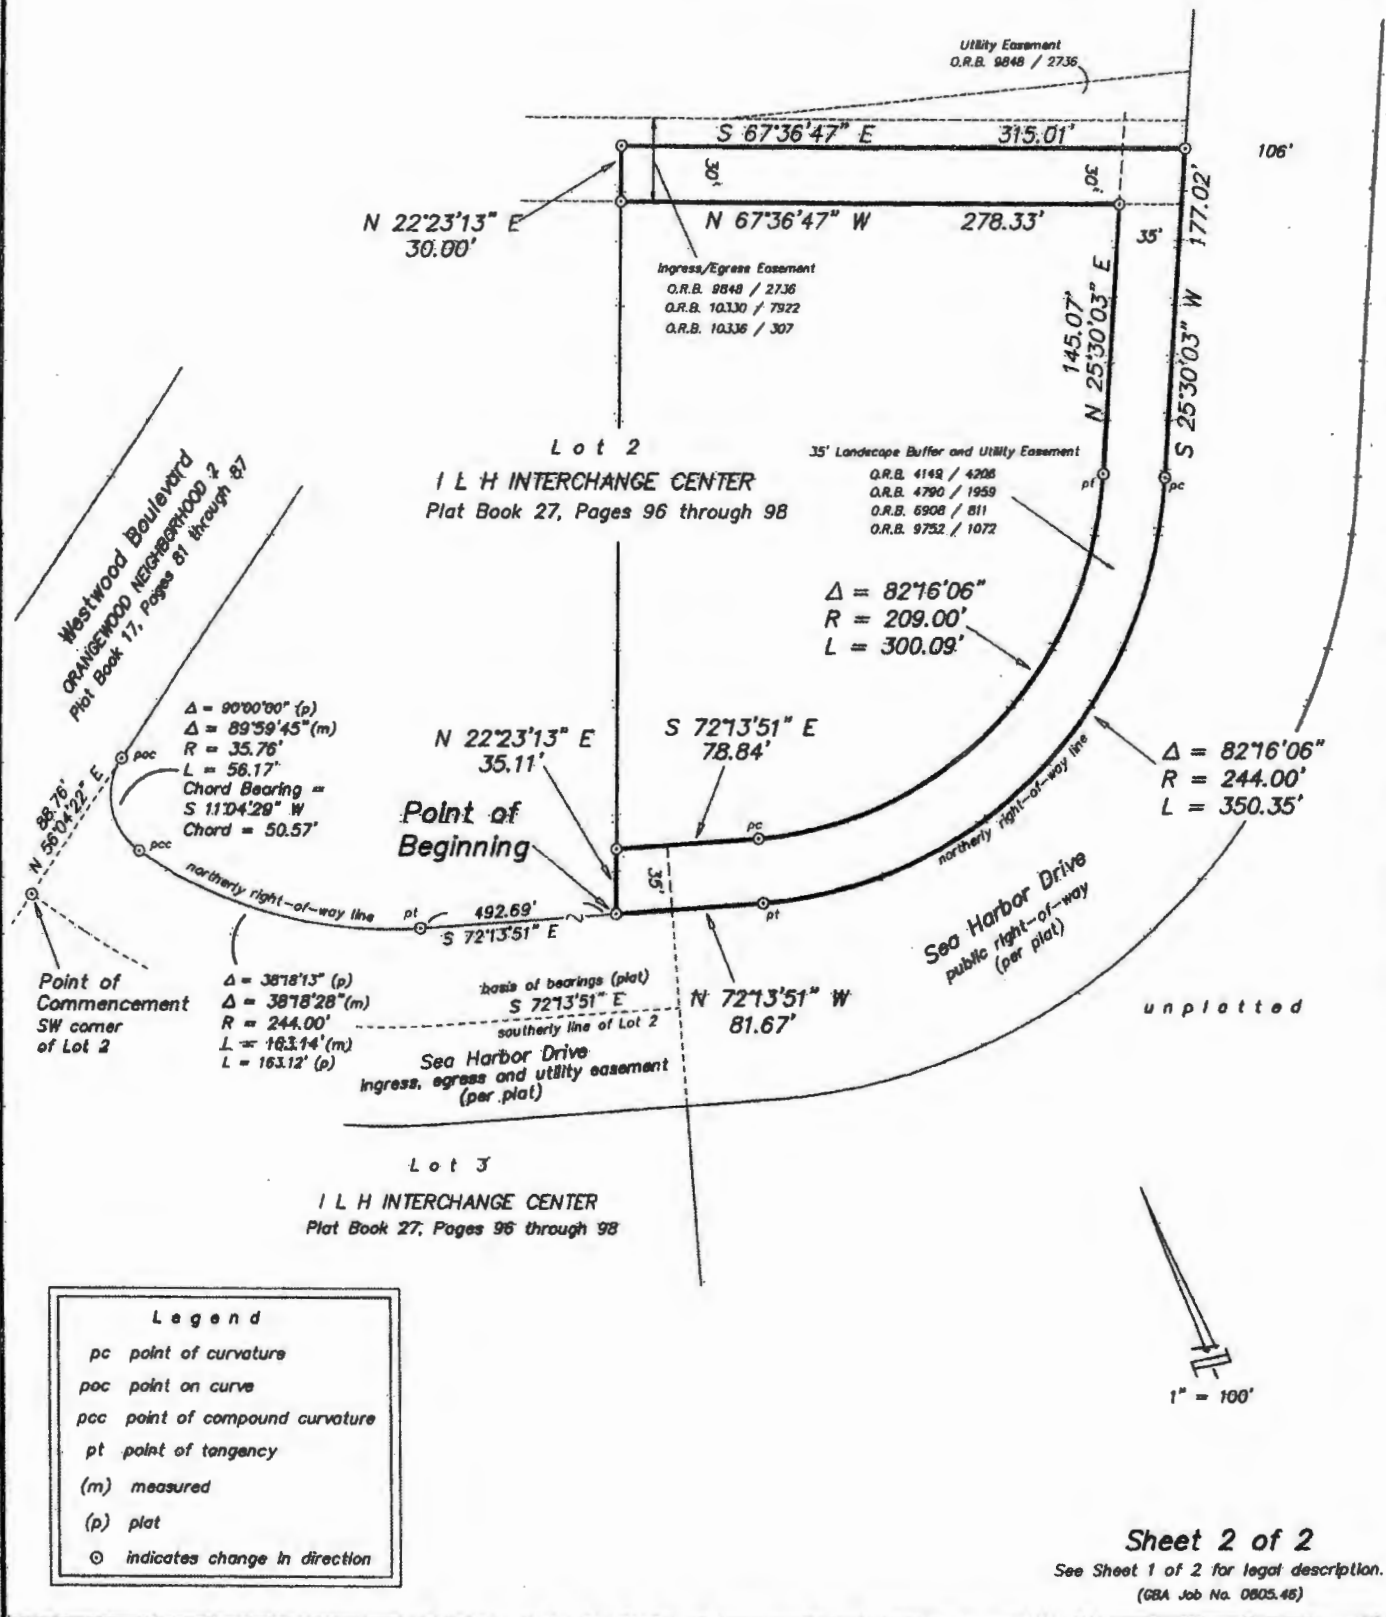 Utility Easement
O.R.B. 9848 / 2736
S 67°36'47" E 315.01'
106'
30'
30'
177.02'
N 22°23'13" E
30.00'
N 67°36'47" W 278.33'
35'
Ingress/Egress Easement
O.R.B. 9848 / 2736
O.R.B. 10330 / 7922
O.R.B. 10336 / 307
145.07'
N 25°30'03" E
S 25°30'03" W
Lot 2
I L H INTERCHANGE CENTER
Plat Book 27, Pages 96 through 98
35' Landscape Buffer and Utility Easement
O.R.B. 4149 / 4206
O.R.B. 4790 / 1959
O.R.B. 6908 / 811
O.R.B. 9752 / 1072
pt
pc
Westwood Boulevard
ORANGEWOOD NEIGHBORHOOD 2
Plat Book 17, Pages 81 through 87
Δ = 82°16'06"
R = 209.00'
L = 300.09'
Δ = 90°00'00" (p)
Δ = 89°59'45"(m)
R = 35.76'
L = 56.17'
Chord Bearing =
S 11°04'29" W
Chord = 50.57'
poc
pcc
88.76'
N 56°04'22" E
N 22°23'13" E
35.11'
S 72°13'51" E
78.84'
Δ = 82°16'06"
R = 244.00'
L = 350.35'
Point of
Beginning
pc
northerly right-of-way line
northerly right-of-way line
pt
492.69'
S 72°13'51" E
35'
pt
Sea Harbor Drive
public right-of-way
(per plat)
Point of
Commencement
SW corner
of Lot 2
Δ = 38°18'13" (p)
Δ = 38°18'28"(m)
R = 244.00'
L = 163.14'(m)
L = 163.12' (p)
basis of bearings (plat)
S 72°13'51" E
southerly line of Lot 2
N 72°13'51" W
81.67'
unplatted
Sea Harbor Drive
ingress, egress and utility easement
(per plat)
Lot 3
I L H INTERCHANGE CENTER
Plat Book 27, Pages 96 through 98
1" = 100'
Legend
pc point of curvature
poc point on curve
pcc point of compound curvature
pt point of tangency
(m) measured
(p) plat
⊙ indicates change in direction
Sheet 2 of 2
See Sheet 1 of 2 for legal description.
(GBA Job No. 0605.46)